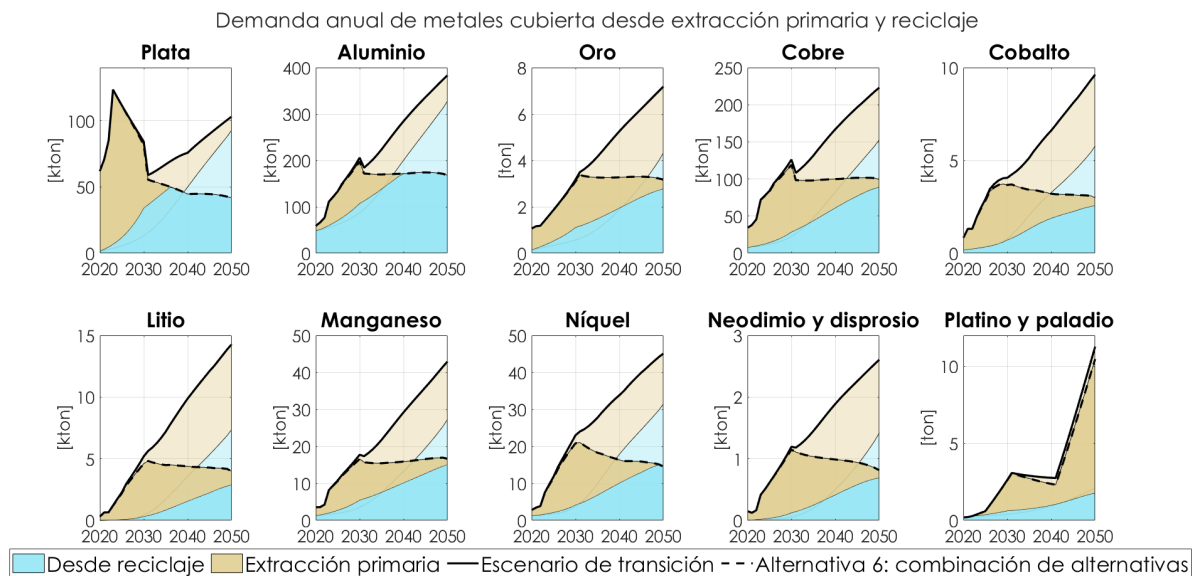 Demanda anual de metales cubierta desde extracción primaria y reciclaje
Plata
[kton]
100
50
0
2020 2030 2040 2050
Aluminio
[kton]
400
300
200
100
0
2020 2030 2040 2050
Oro
[ton]
8
6
4
2
0
2020 2030 2040 2050
Cobre
[kton]
250
200
150
100
50
0
2020 2030 2040 2050
Cobalto
[kton]
10
5
0
2020 2030 2040 2050
Litio
[kton]
15
10
5
0
2020 2030 2040 2050
Manganeso
[kton]
50
40
30
20
10
0
2020 2030 2040 2050
Níquel
[kton]
50
40
30
20
10
0
2020 2030 2040 2050
Neodimio y disprosio
[kton]
3
2
1
0
2020 2030 2040 2050
Platino y paladio
[ton]
10
5
0
2020 2030 2040 2050
Desde reciclaje Extracción primaria Escenario de transición Alternativa 6: combinación de alternativas